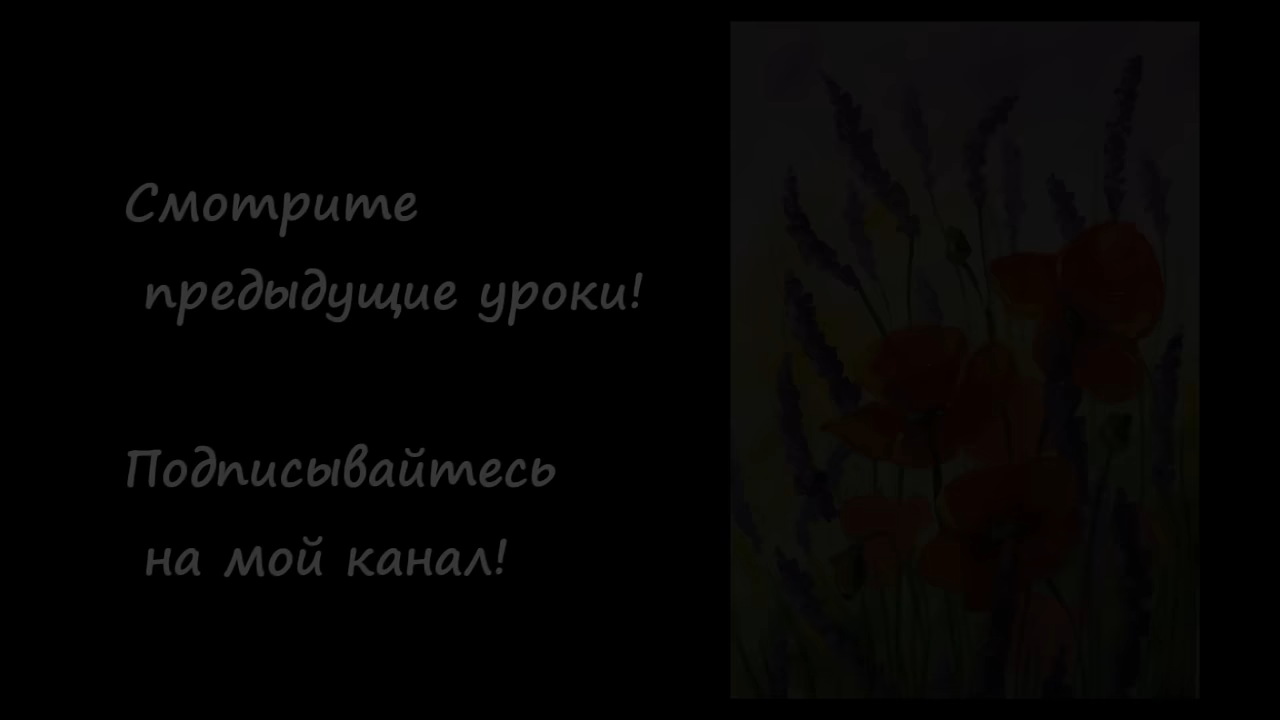 Смотрите
предыдущие уроки!
Подписывайтесь
на мой канал!